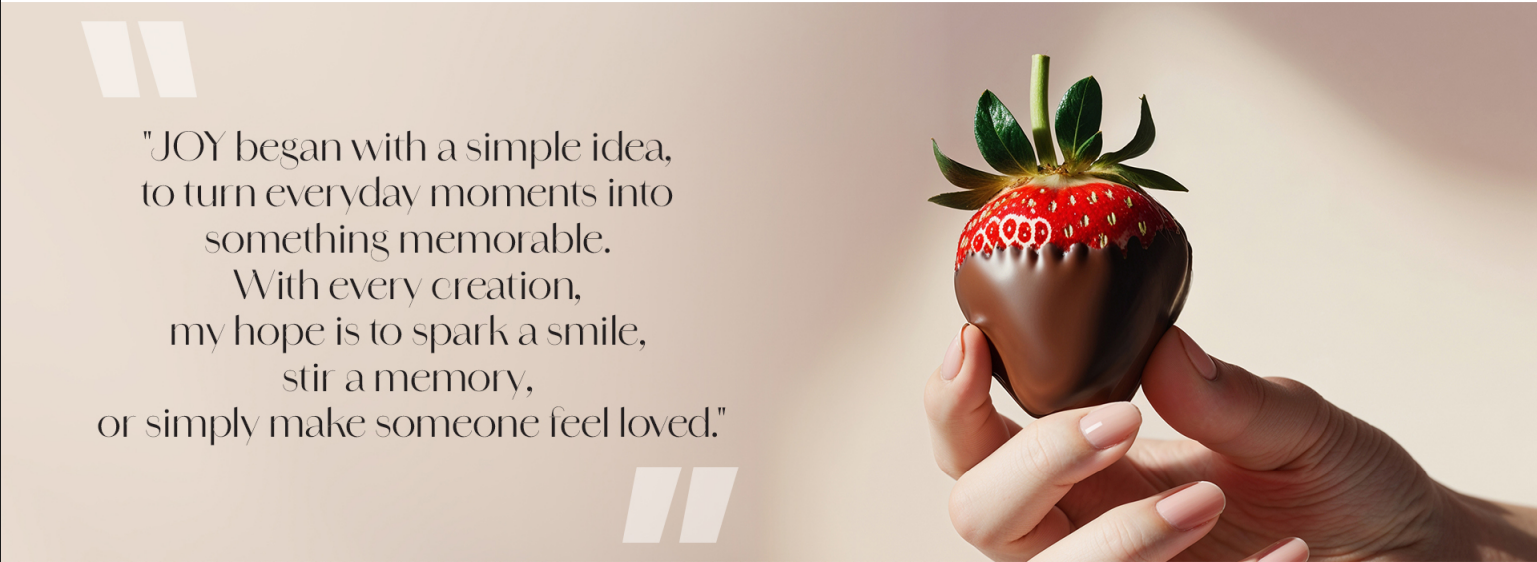 "JOY began with a simple idea,
to turn everyday moments into
something memorable.
With every creation,
my hope is to spark a smile,
stir a memory,
or simply make someone feel loved."